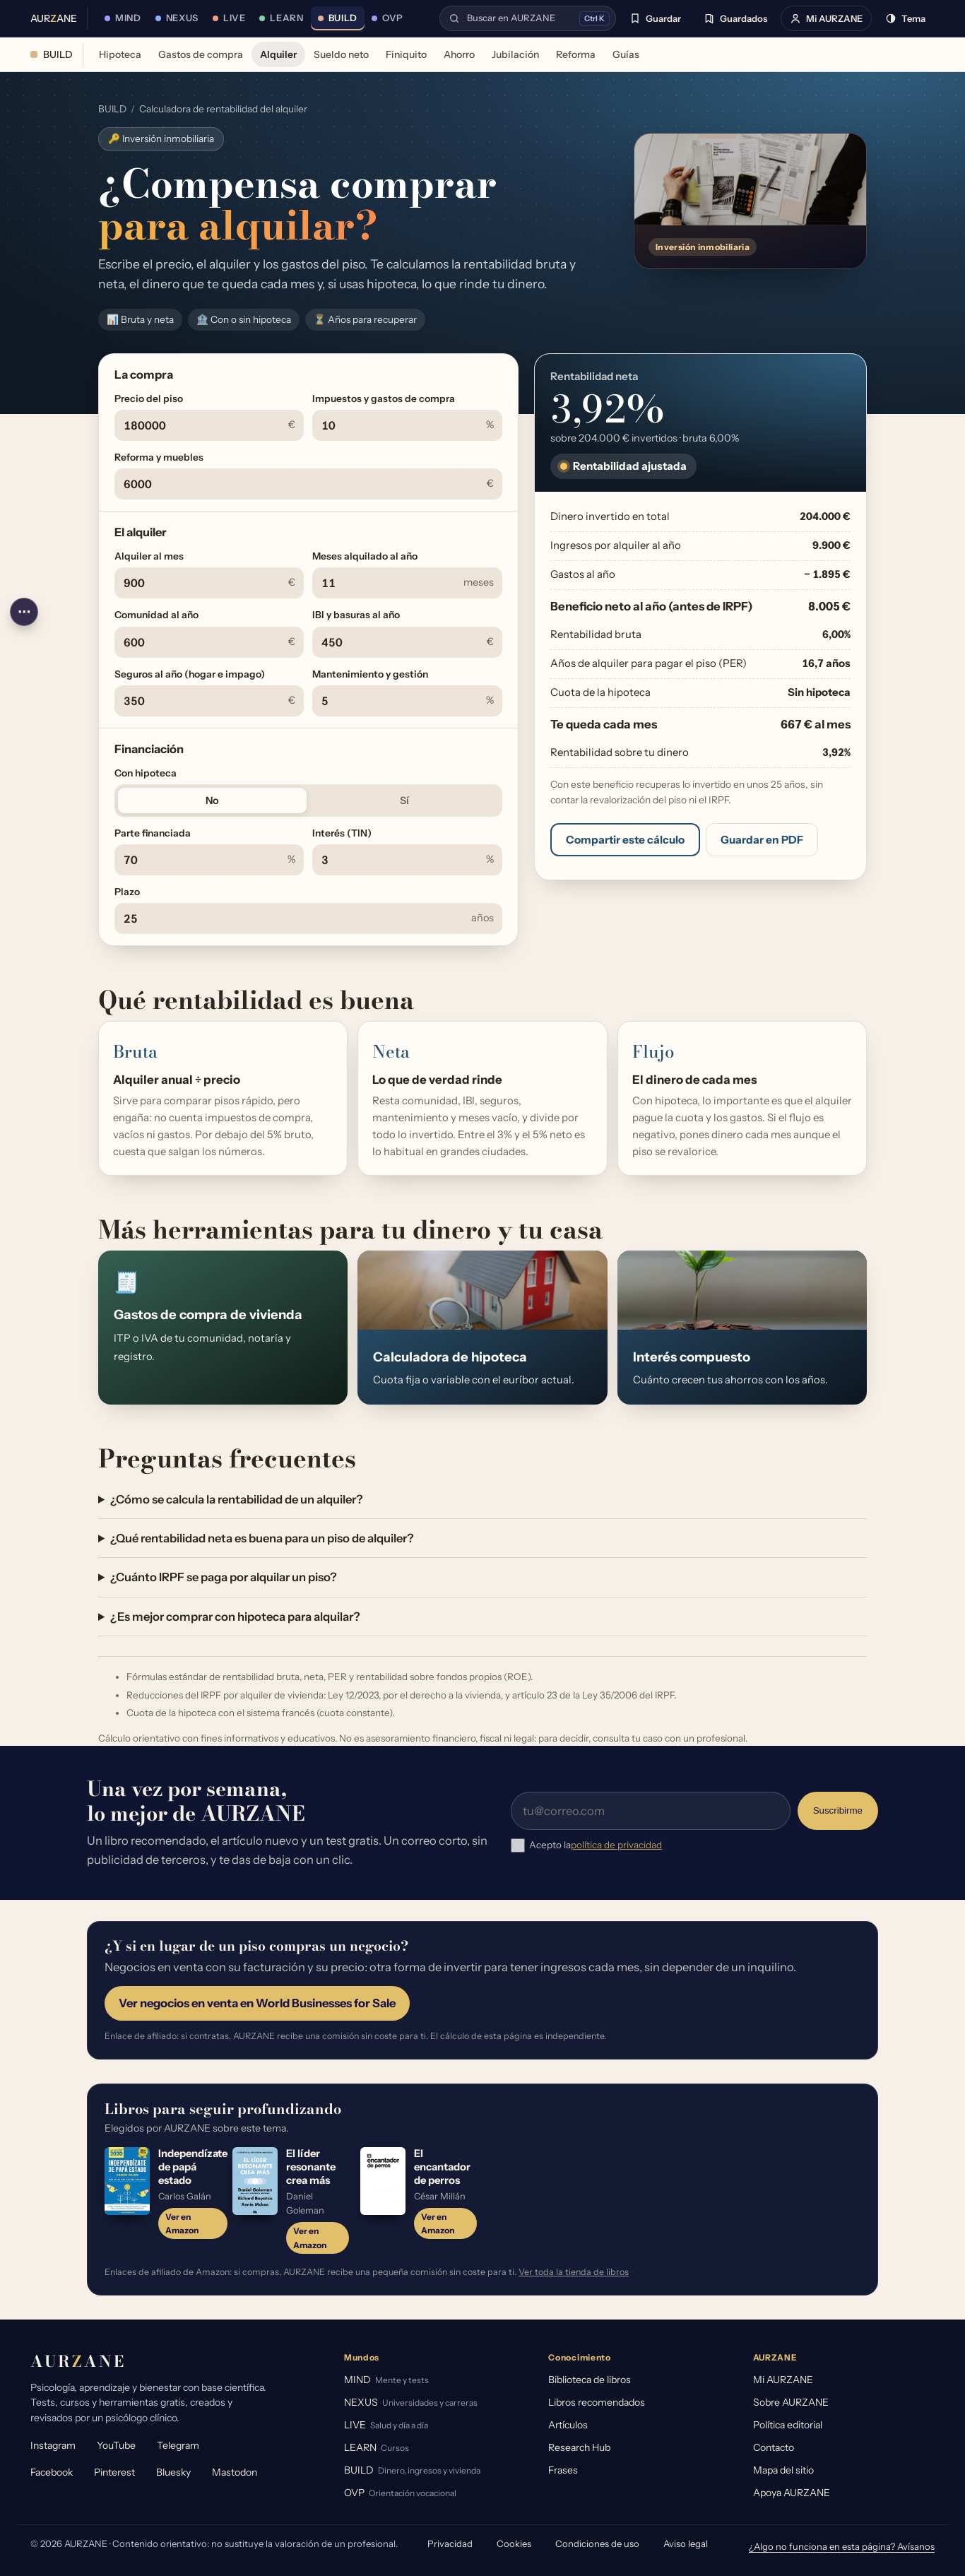 AURZANE
MIND
NEXUS
LIVE
LEARN
BUILD
OVP
Buscar en AURZANE
Ctrl K
Guardar
Guardados
Mi AURZANE
Tema
BUILD
Hipoteca
Gastos de compra
Alquiler
Sueldo neto
Finiquito
Ahorro
Jubilación
Reforma
Guías
BUILD / Calculadora de rentabilidad del alquiler
🔑 Inversión inmobiliaria
¿Compensa comprar
para alquilar?
Escribe el precio, el alquiler y los gastos del piso. Te calculamos la rentabilidad bruta y
neta, el dinero que te queda cada mes y, si usas hipoteca, lo que rinde tu dinero.
📊 Bruta y neta
🏦 Con o sin hipoteca
⏳ Años para recuperar
Inversión inmobiliaria
La compra
Precio del piso
Impuestos y gastos de compra
180000 €
10 %
Reforma y muebles
6000 €
El alquiler
Alquiler al mes
Meses alquilado al año
900 €
11 meses
Comunidad al año
IBI y basuras al año
600 €
450 €
Seguros al año (hogar e impago)
Mantenimiento y gestión
350 €
5 %
Financiación
Con hipoteca
No
Sí
Parte financiada
Interés (TIN)
70 %
3 %
Plazo
25 años
Rentabilidad neta
3,92%
sobre 204.000 € invertidos · bruta 6,00%
Rentabilidad ajustada
Dinero invertido en total 204.000 €
Ingresos por alquiler al año 9.900 €
Gastos al año − 1.895 €
Beneficio neto al año (antes de IRPF) 8.005 €
Rentabilidad bruta 6,00%
Años de alquiler para pagar el piso (PER) 16,7 años
Cuota de la hipoteca Sin hipoteca
Te queda cada mes 667 € al mes
Rentabilidad sobre tu dinero 3,92%
Con este beneficio recuperas lo invertido en unos 25 años, sin
contar la revalorización del piso ni el IRPF.
Compartir este cálculo
Guardar en PDF
Qué rentabilidad es buena
Bruta
Alquiler anual ÷ precio
Sirve para comparar pisos rápido, pero
engaña: no cuenta impuestos de compra,
vacíos ni gastos. Por debajo del 5% bruto,
cuesta que salgan los números.
Neta
Lo que de verdad rinde
Resta comunidad, IBI, seguros,
mantenimiento y meses vacío, y divide por
todo lo invertido. Entre el 3% y el 5% neto es
lo habitual en grandes ciudades.
Flujo
El dinero de cada mes
Con hipoteca, lo importante es que el alquiler
pague la cuota y los gastos. Si el flujo es
negativo, pones dinero cada mes aunque el
piso se revalorice.
Más herramientas para tu dinero y tu casa
Gastos de compra de vivienda
ITP o IVA de tu comunidad, notaría y
registro.
Calculadora de hipoteca
Cuota fija o variable con el euríbor actual.
Interés compuesto
Cuánto crecen tus ahorros con los años.
Preguntas frecuentes
¿Cómo se calcula la rentabilidad de un alquiler?
¿Qué rentabilidad neta es buena para un piso de alquiler?
¿Cuánto IRPF se paga por alquilar un piso?
¿Es mejor comprar con hipoteca para alquilar?
• Fórmulas estándar de rentabilidad bruta, neta, PER y rentabilidad sobre fondos propios (ROE).
• Reducciones del IRPF por alquiler de vivienda: Ley 12/2023, por el derecho a la vivienda, y artículo 23 de la Ley 35/2006 del IRPF.
• Cuota de la hipoteca con el sistema francés (cuota constante).
Cálculo orientativo con fines informativos y educativos. No es asesoramiento financiero, fiscal ni legal: para decidir, consulta tu caso con un profesional.
Una vez por semana,
lo mejor de AURZANE
Un libro recomendado, el artículo nuevo y un test gratis. Un correo corto, sin
publicidad de terceros, y te das de baja con un clic.
tu@correo.com
Suscribirme
Acepto lapolítica de privacidad
¿Y si en lugar de un piso compras un negocio?
Negocios en venta con su facturación y su precio: otra forma de invertir para tener ingresos cada mes, sin depender de un inquilino.
Ver negocios en venta en World Businesses for Sale
Enlace de afiliado: si contratas, AURZANE recibe una comisión sin coste para ti. El cálculo de esta página es independiente.
Libros para seguir profundizando
Elegidos por AURZANE sobre este tema.
INDEPENDÍZATE
DE PAPÁ ESTADO
Independízate
de papá
estado
Carlos Galán
Ver en
Amazon
EL LÍDER
RESONANTE
CREA MÁS
Daniel Goleman
Richard Boyatzis
Annie McKee
El líder
resonante
crea más
Daniel
Goleman
Ver en
Amazon
El
encantador
de perros
El
encantador
de perros
César Millán
Ver en
Amazon
Enlaces de afiliado de Amazon: si compras, AURZANE recibe una pequeña comisión sin coste para ti. Ver toda la tienda de libros
AURZANE
Psicología, aprendizaje y bienestar con base científica.
Tests, cursos y herramientas gratis, creados y
revisados por un psicólogo clínico.
Instagram
YouTube
Telegram
Facebook
Pinterest
Bluesky
Mastodon
Mundos
MIND Mente y tests
NEXUS Universidades y carreras
LIVE Salud y día a día
LEARN Cursos
BUILD Dinero, ingresos y vivienda
OVP Orientación vocacional
Conocimiento
Biblioteca de libros
Libros recomendados
Artículos
Research Hub
Frases
AURZANE
Mi AURZANE
Sobre AURZANE
Política editorial
Contacto
Mapa del sitio
Apoya AURZANE
© 2026 AURZANE · Contenido orientativo: no sustituye la valoración de un profesional.
Privacidad
Cookies
Condiciones de uso
Aviso legal
¿Algo no funciona en esta página? Avísanos